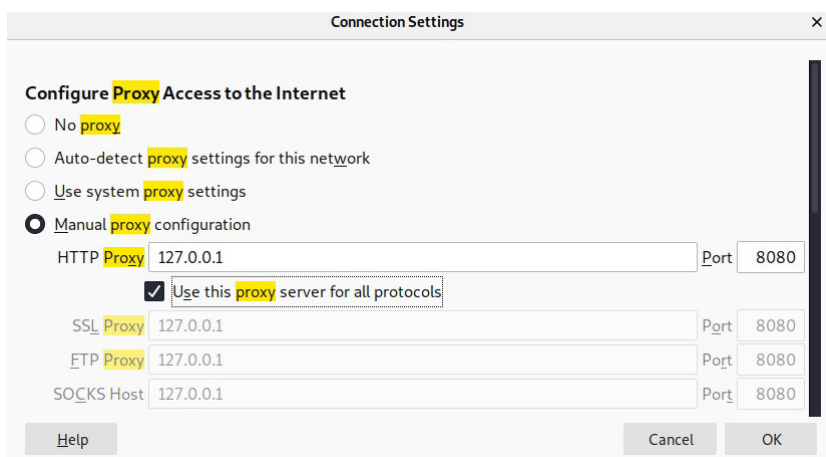 Connection Settings ×
Configure Proxy Access to the Internet
No proxy
Auto-detect proxy settings for this network
Use system proxy settings
Manual proxy configuration
HTTP Proxy 127.0.0.1 Port 8080
Use this proxy server for all protocols
SSL Proxy 127.0.0.1 Port 8080
FTP Proxy 127.0.0.1 Port 8080
SOCKS Host 127.0.0.1 Port 8080
Help Cancel OK